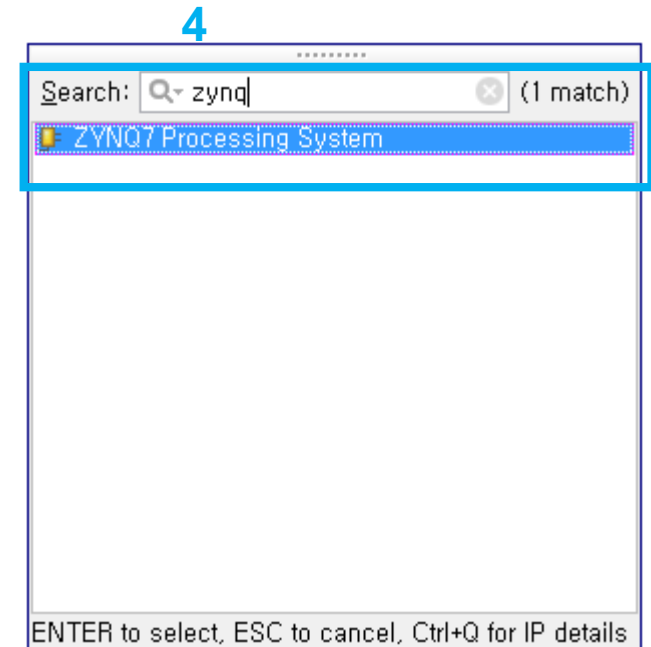 4
Search: zynq (1 match)
ZYNQ7 Processing System
ENTER to select, ESC to cancel, Ctrl+Q for IP details